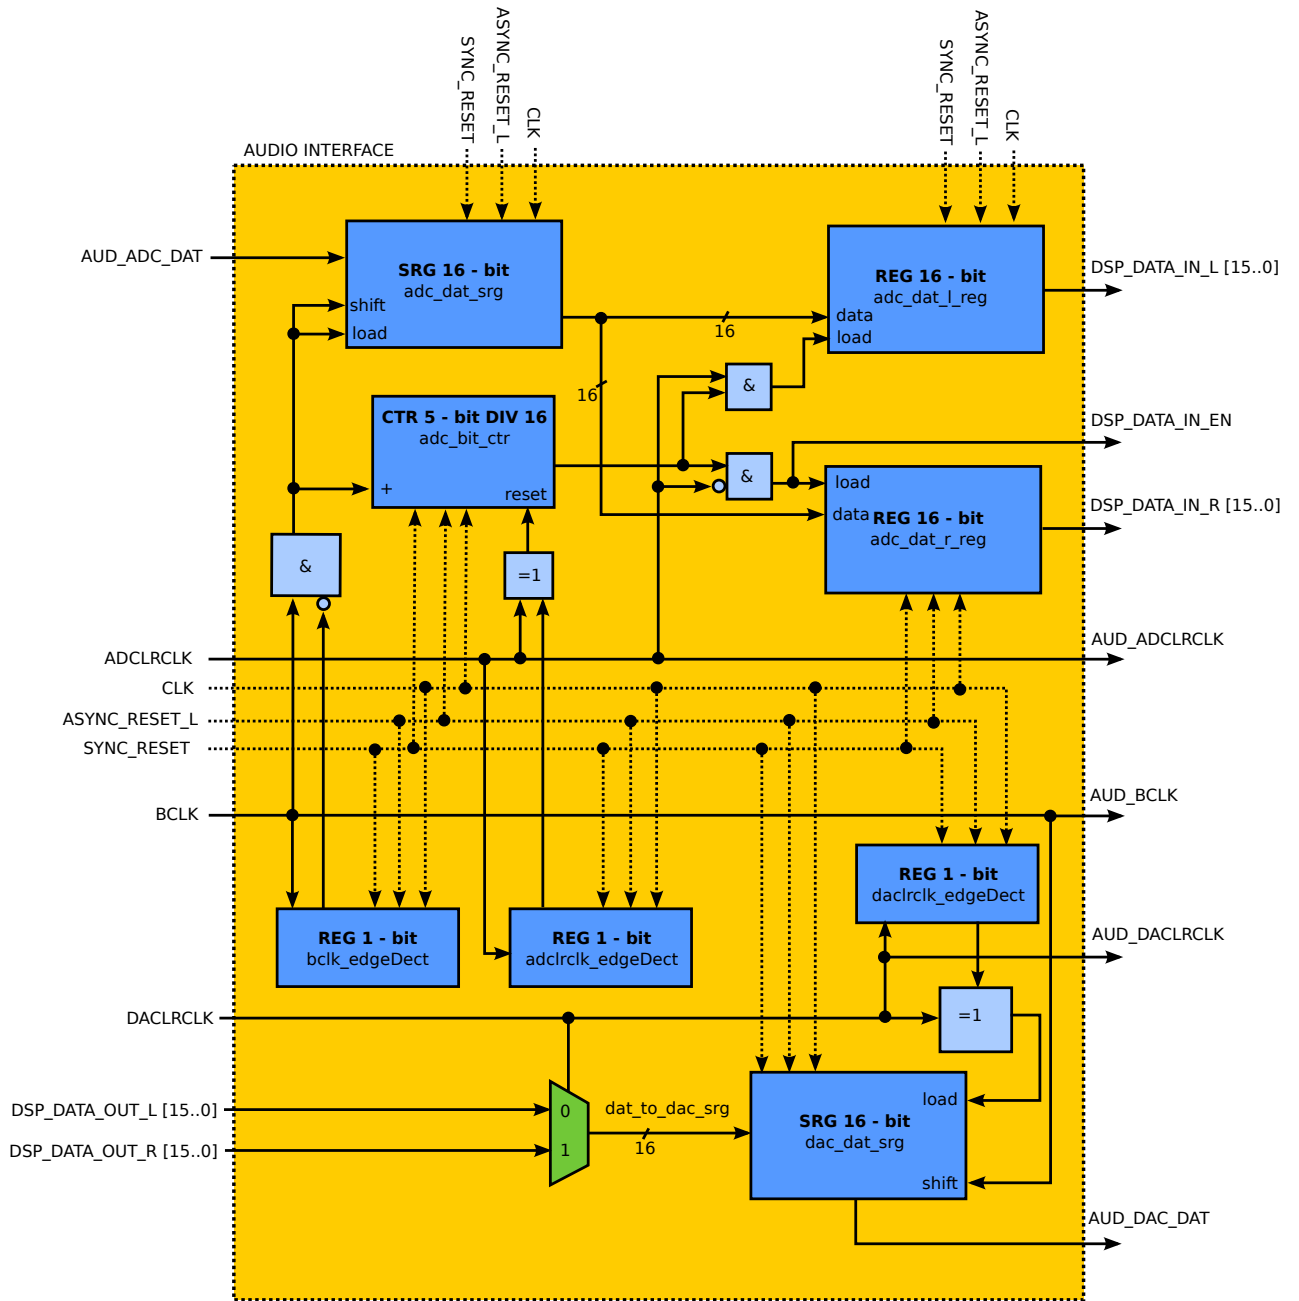 SYNC_RESET
ASYNC_RESET_L
CLK
SYNC_RESET
ASYNC_RESET_L
CLK
AUDIO INTERFACE
AUD_ADC_DAT
SRG 16 - bit
adc_dat_srg
shift
load
REG 16 - bit
adc_dat_l_reg
data
load
DSP_DATA_IN_L [15..0]
16
16
&
CTR 5 - bit DIV 16
adc_bit_ctr
+
reset
DSP_DATA_IN_EN
&
load
data
REG 16 - bit
adc_dat_r_reg
DSP_DATA_IN_R [15..0]
&
=1
ADCLRCLK
AUD_ADCLRCLK
CLK
ASYNC_RESET_L
SYNC_RESET
BCLK
AUD_BCLK
REG 1 - bit
daclrclk_edgeDect
REG 1 - bit
bclk_edgeDect
REG 1 - bit
adclrclk_edgeDect
AUD_DACLRCLK
DACLRCLK
=1
DSP_DATA_OUT_L [15..0]
0
dat_to_dac_srg
16
DSP_DATA_OUT_R [15..0]
1
load
SRG 16 - bit
dac_dat_srg
shift
AUD_DAC_DAT